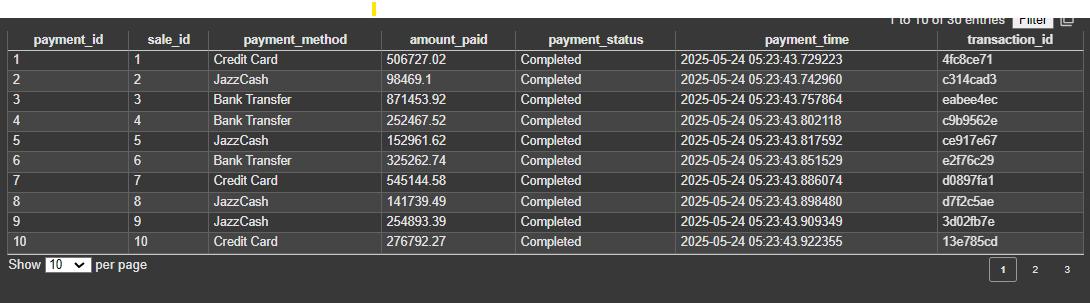 1 to 10 of 30 entries Filter
payment_id sale_id payment_method amount_paid payment_status payment_time transaction_id
1 1 Credit Card 506727.02 Completed 2025-05-24 05:23:43.729223 4fc8ce71
2 2 JazzCash 98469.1 Completed 2025-05-24 05:23:43.742960 c314cad3
3 3 Bank Transfer 871453.92 Completed 2025-05-24 05:23:43.757864 eabee4ec
4 4 Bank Transfer 252467.52 Completed 2025-05-24 05:23:43.802118 c9b9562e
5 5 JazzCash 152961.62 Completed 2025-05-24 05:23:43.817592 ce917e67
6 6 Bank Transfer 325262.74 Completed 2025-05-24 05:23:43.851529 e2f76c29
7 7 Credit Card 545144.58 Completed 2025-05-24 05:23:43.886074 d0897fa1
8 8 JazzCash 141739.49 Completed 2025-05-24 05:23:43.898480 d7f2c5ae
9 9 JazzCash 254893.39 Completed 2025-05-24 05:23:43.909349 3d02fb7e
10 10 Credit Card 276792.27 Completed 2025-05-24 05:23:43.922355 13e785cd
Show 10 per page 1 2 3